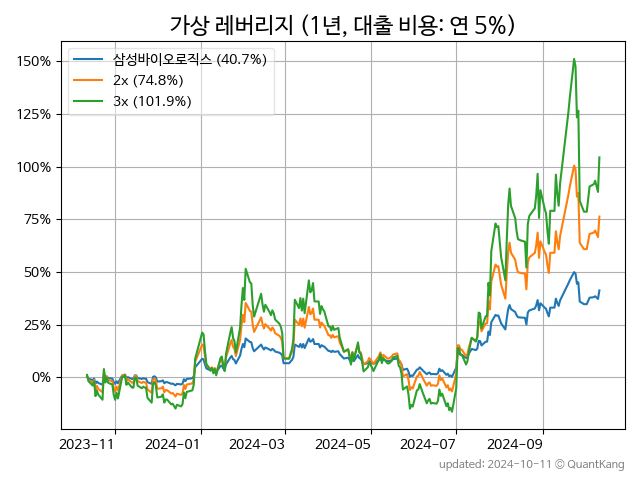 가상 레버리지 (1년, 대출 비용: 연 5%)
삼성바이오로직스 (40.7%)
2x (74.8%)
3x (101.9%)
150%
125%
100%
75%
50%
25%
0%
2023-11
2024-01
2024-03
2024-05
2024-07
2024-09
updated: 2024-10-11 © QuantKang